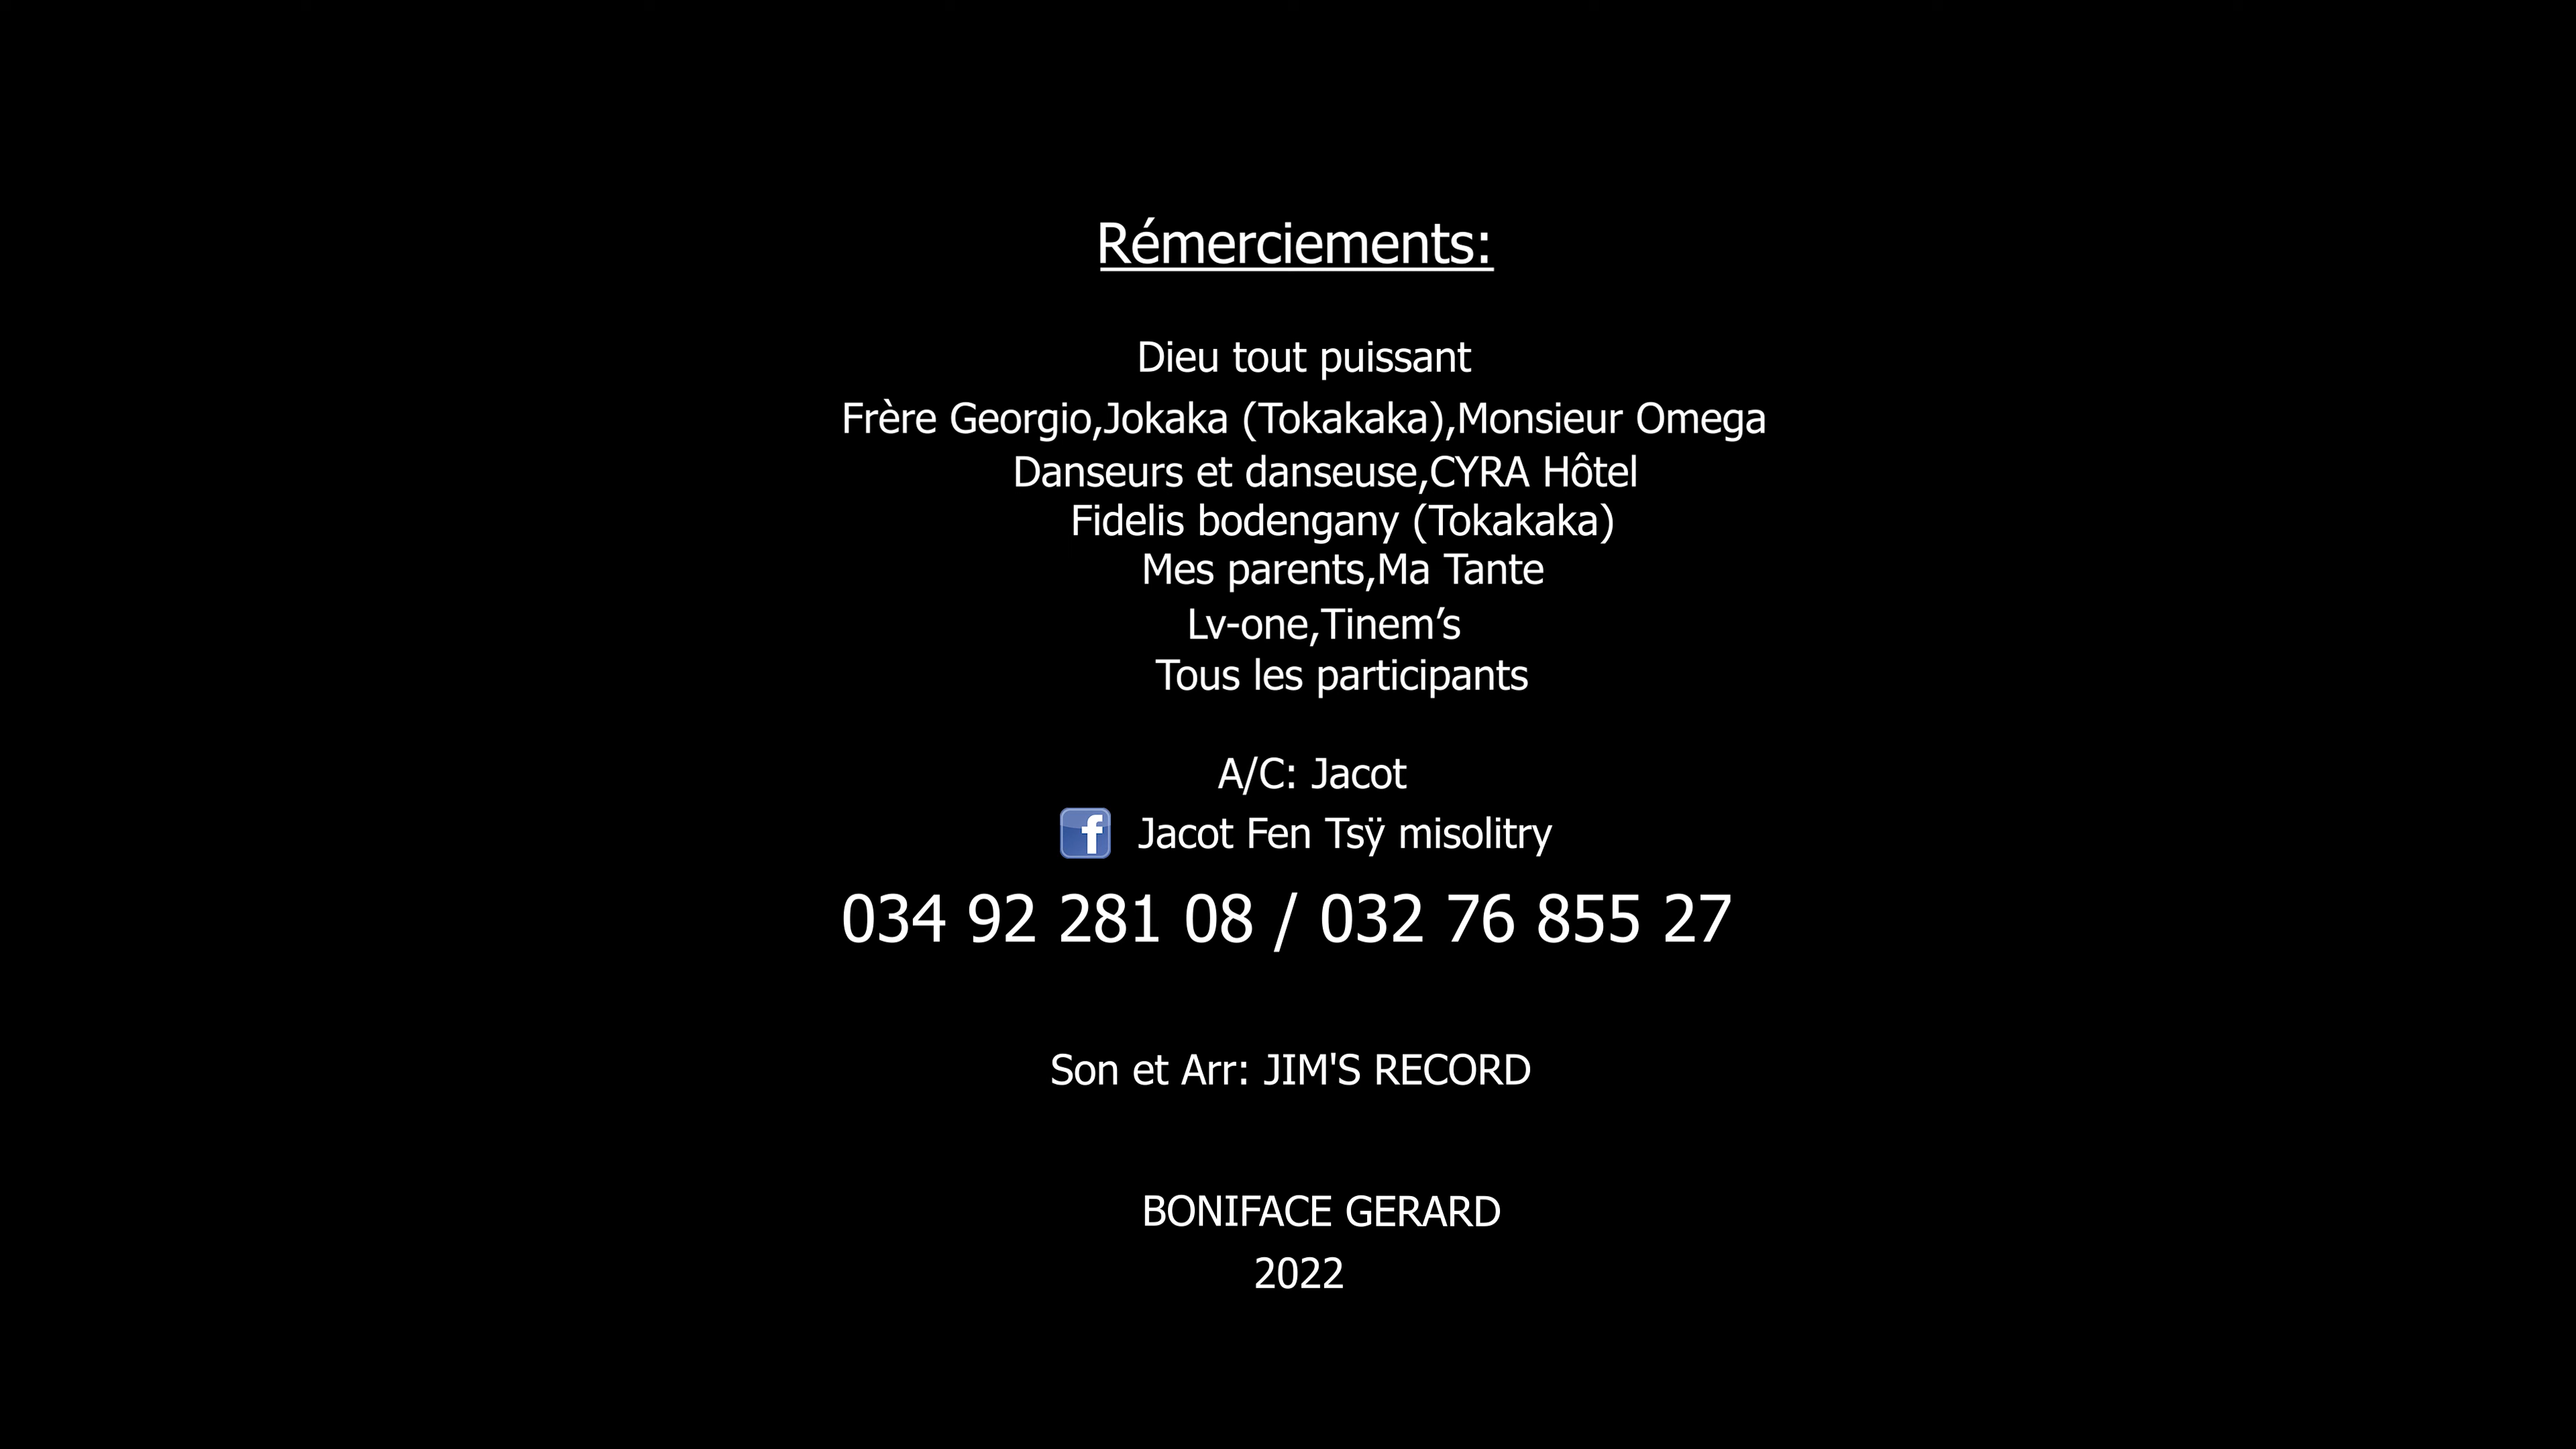 Rémerciements:
Dieu tout puissant
Frère Georgio,Jokaka (Tokakaka),Monsieur Omega
Danseurs et danseuse,CYRA Hôtel
Fidelis bodengany (Tokakaka)
Mes parents,Ma Tante
Lv-one,Tinem’s
Tous les participants
A/C: Jacot
f Jacot Fen Tsÿ misolitry
034 92 281 08 / 032 76 855 27
Son et Arr: JIM'S RECORD
BONIFACE GERARD
2022